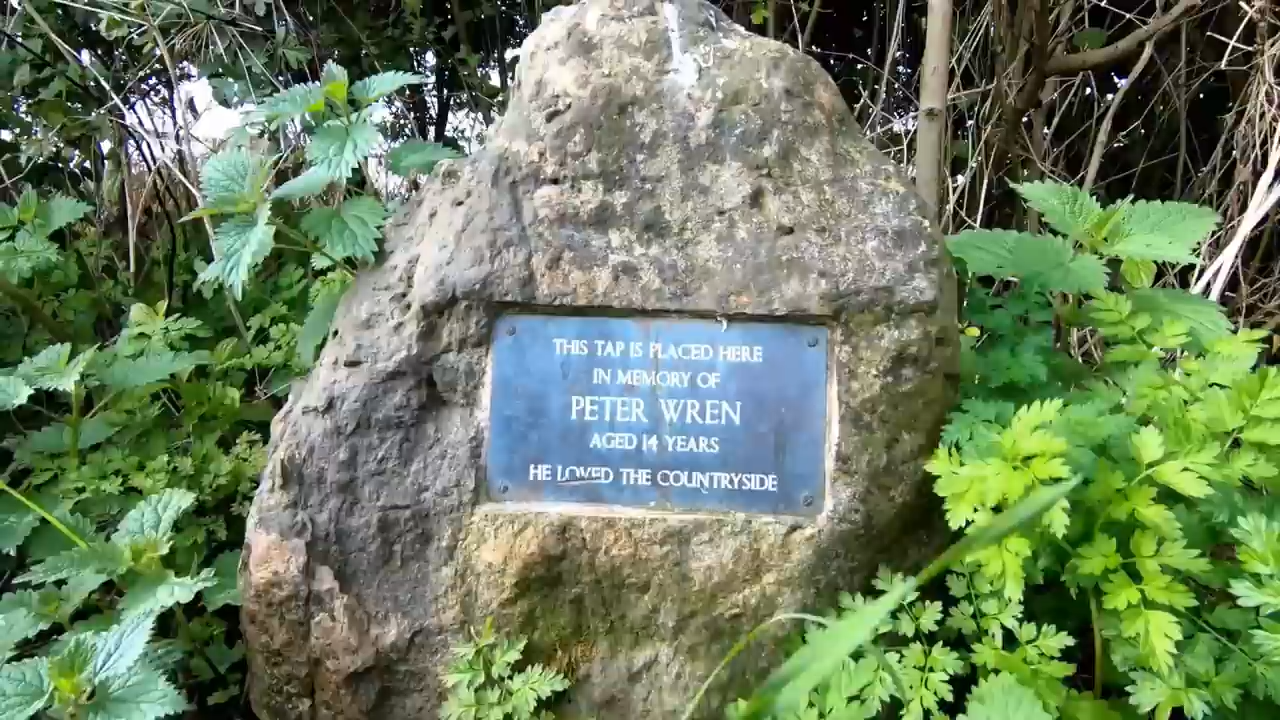 THIS TAP IS PLACED HERE
IN MEMORY OF
PETER WREN
AGED 14 YEARS
HE LOVED THE COUNTRYSIDE